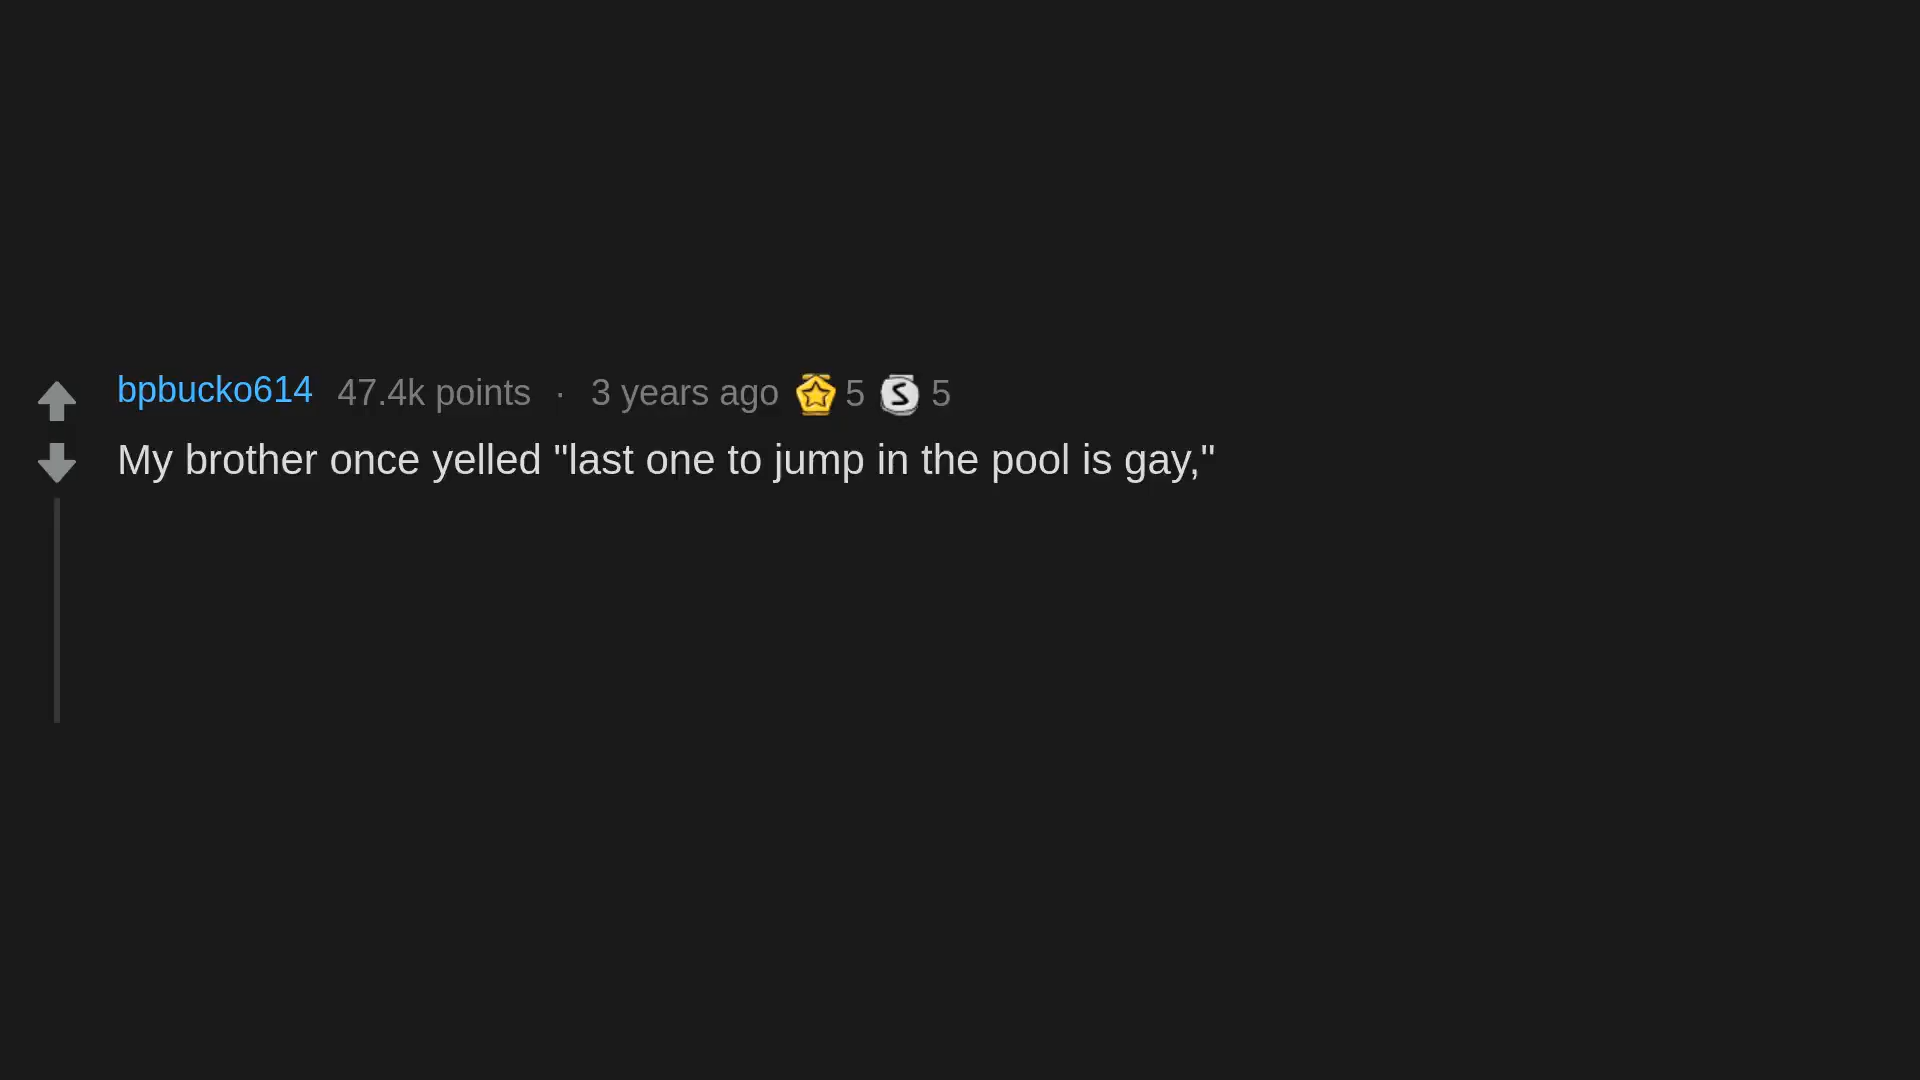 bpbucko614 47.4k points · 3 years ago 5 S 5
My brother once yelled "last one to jump in the pool is gay,"